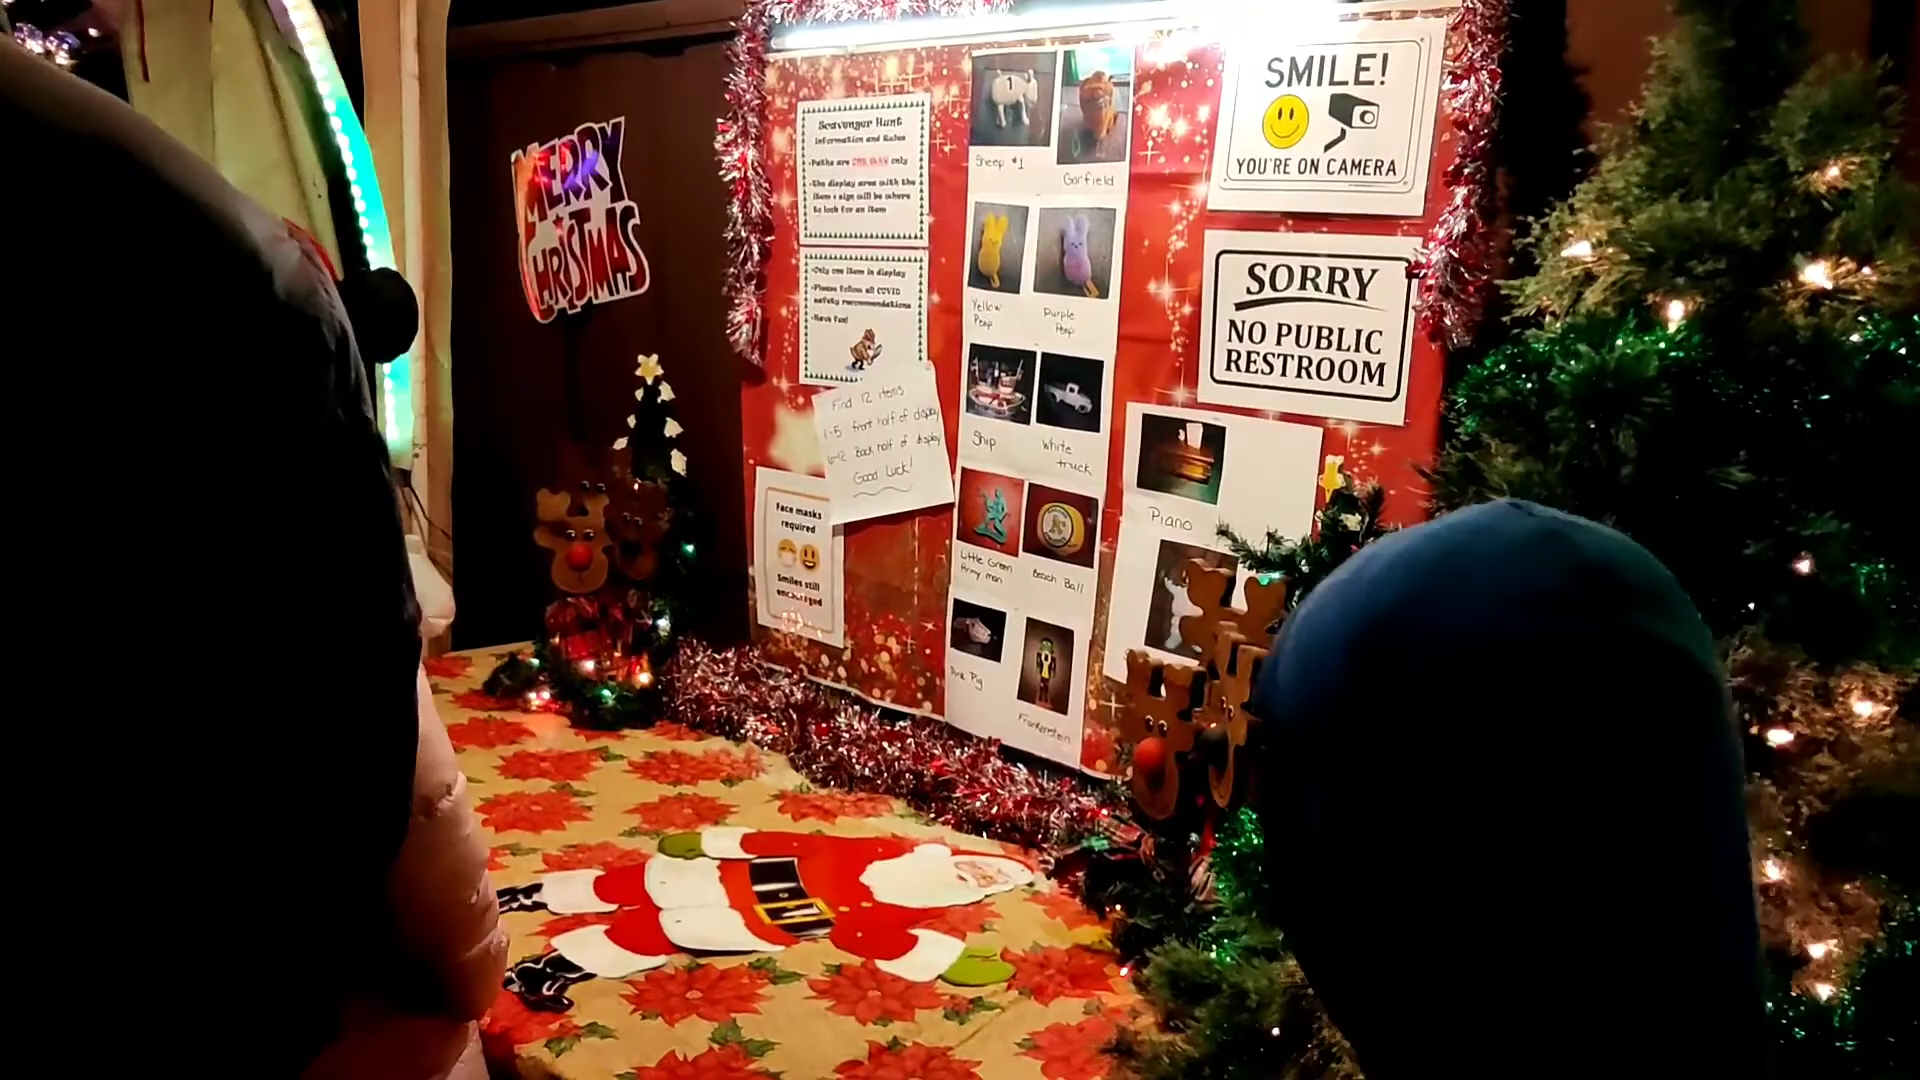 MERRY
CHRISTMAS
Scavenger Hunt
Information and Rules
•Paths are ONE WAY only
•The display area with the
item # sign will be where
to look for an item
•Only one item in display
•Please follow all COVID
safety recommendations
•Have fun!
Find 12 items
1-5 front half of display
6-12 Back half of display
Good Luck!
Face masks
required
Smiles still
encouraged
1
Sheep #1
Garfield
Yellow
Peep
Purple
Peep
Ship
White
truck
Little Green
Army man
Beach Ball
Pink Pig
Frankenstein
SMILE!
YOU'RE ON CAMERA
SORRY
NO PUBLIC
RESTROOM
Piano